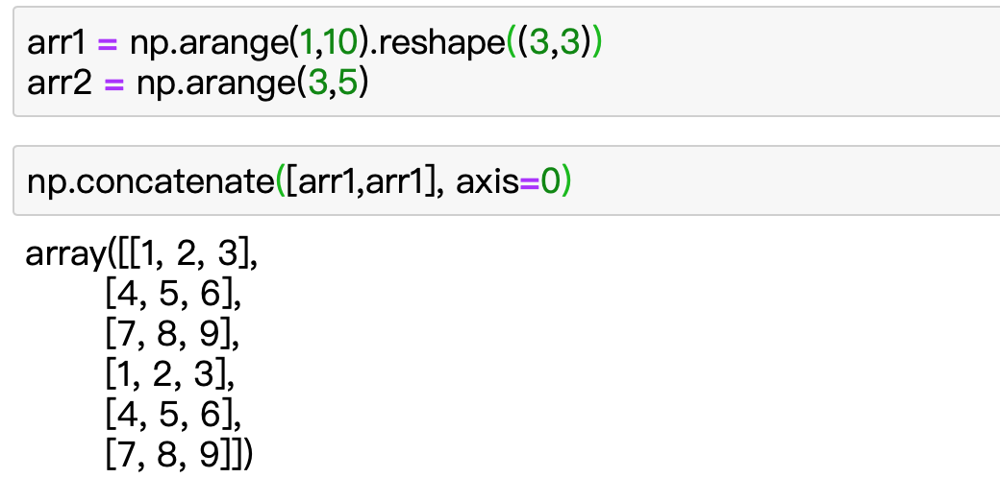 arr1 = np.arange(1,10).reshape((3,3))
arr2 = np.arange(3,5)
np.concatenate([arr1,arr1], axis=0)
array([[1, 2, 3],
[4, 5, 6],
[7, 8, 9],
[1, 2, 3],
[4, 5, 6],
[7, 8, 9]])